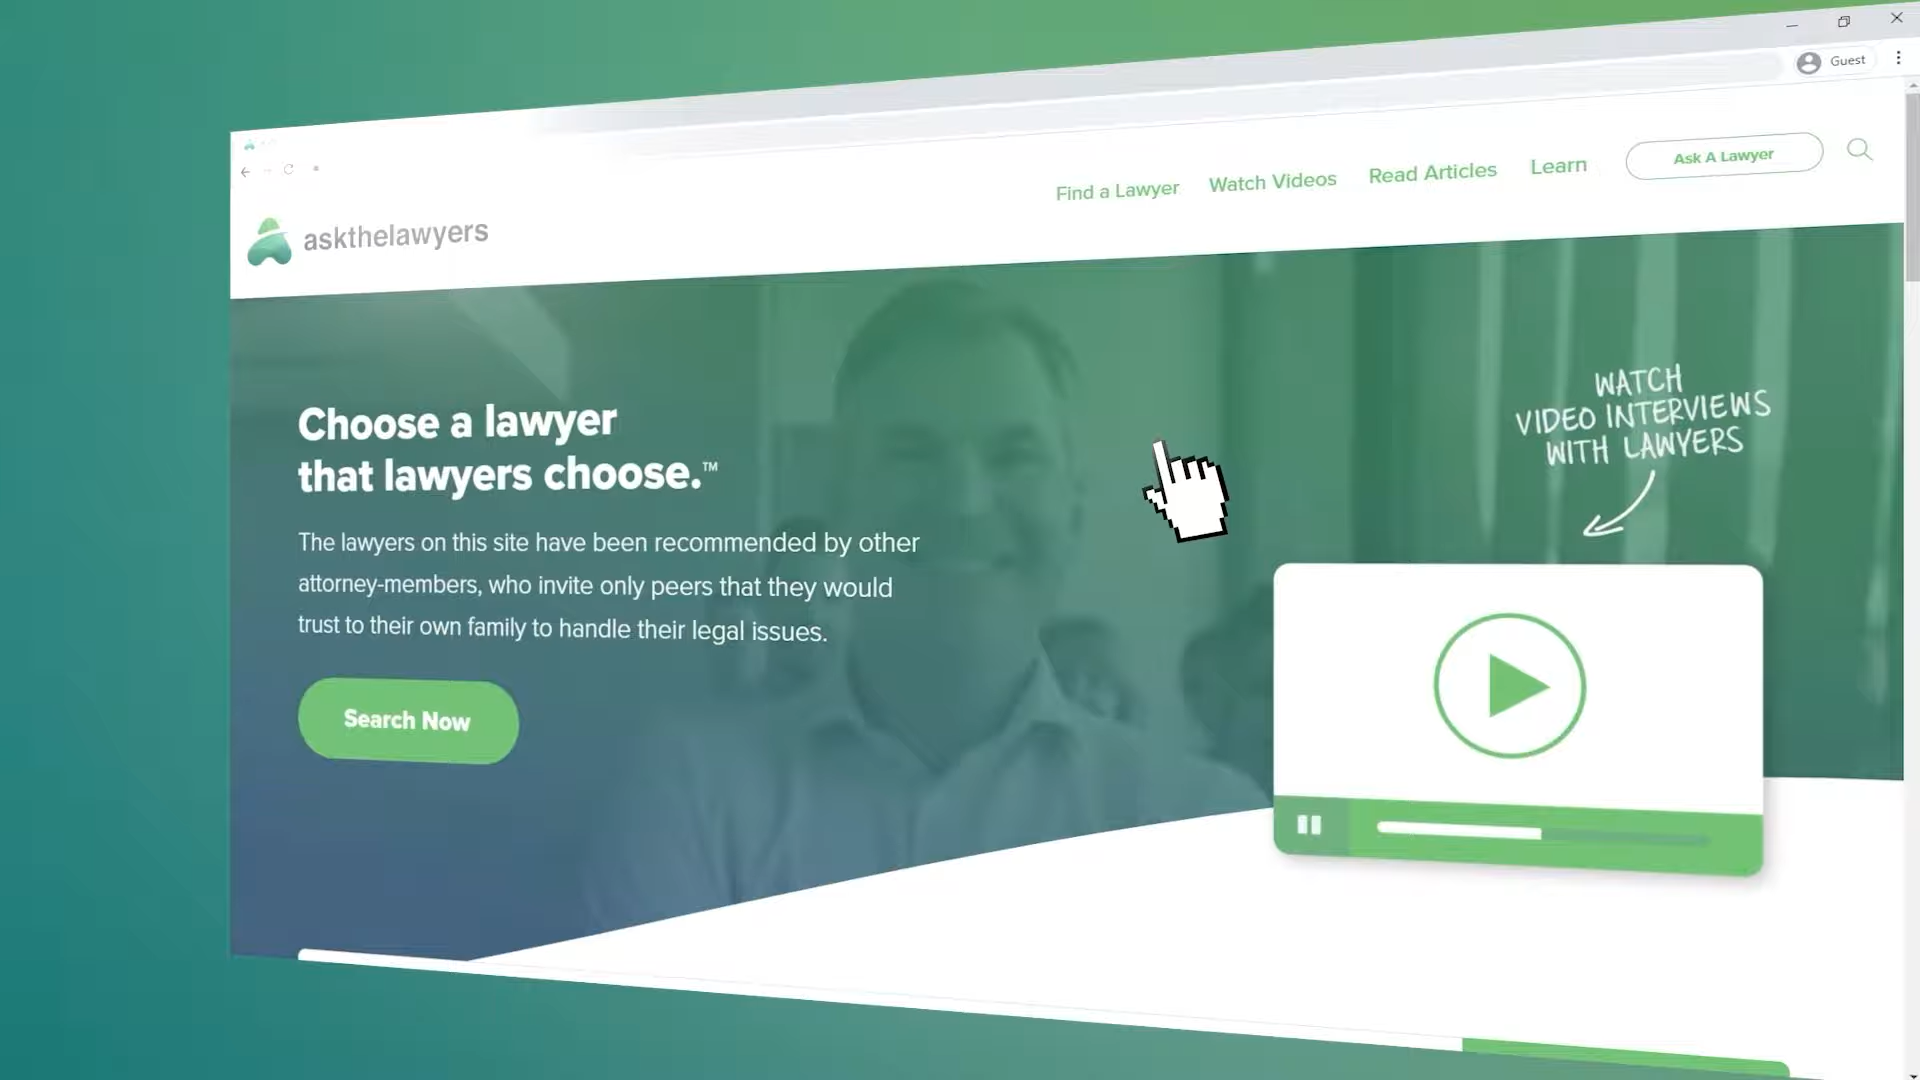 Guest
askthelawyers
Find a Lawyer
Watch Videos
Read Articles
Learn
Ask A Lawyer
Choose a lawyer
that lawyers choose.™
The lawyers on this site have been recommended by other
attorney-members, who invite only peers that they would
trust to their own family to handle their legal issues.
Search Now
WATCH
VIDEO INTERVIEWS
WITH LAWYERS